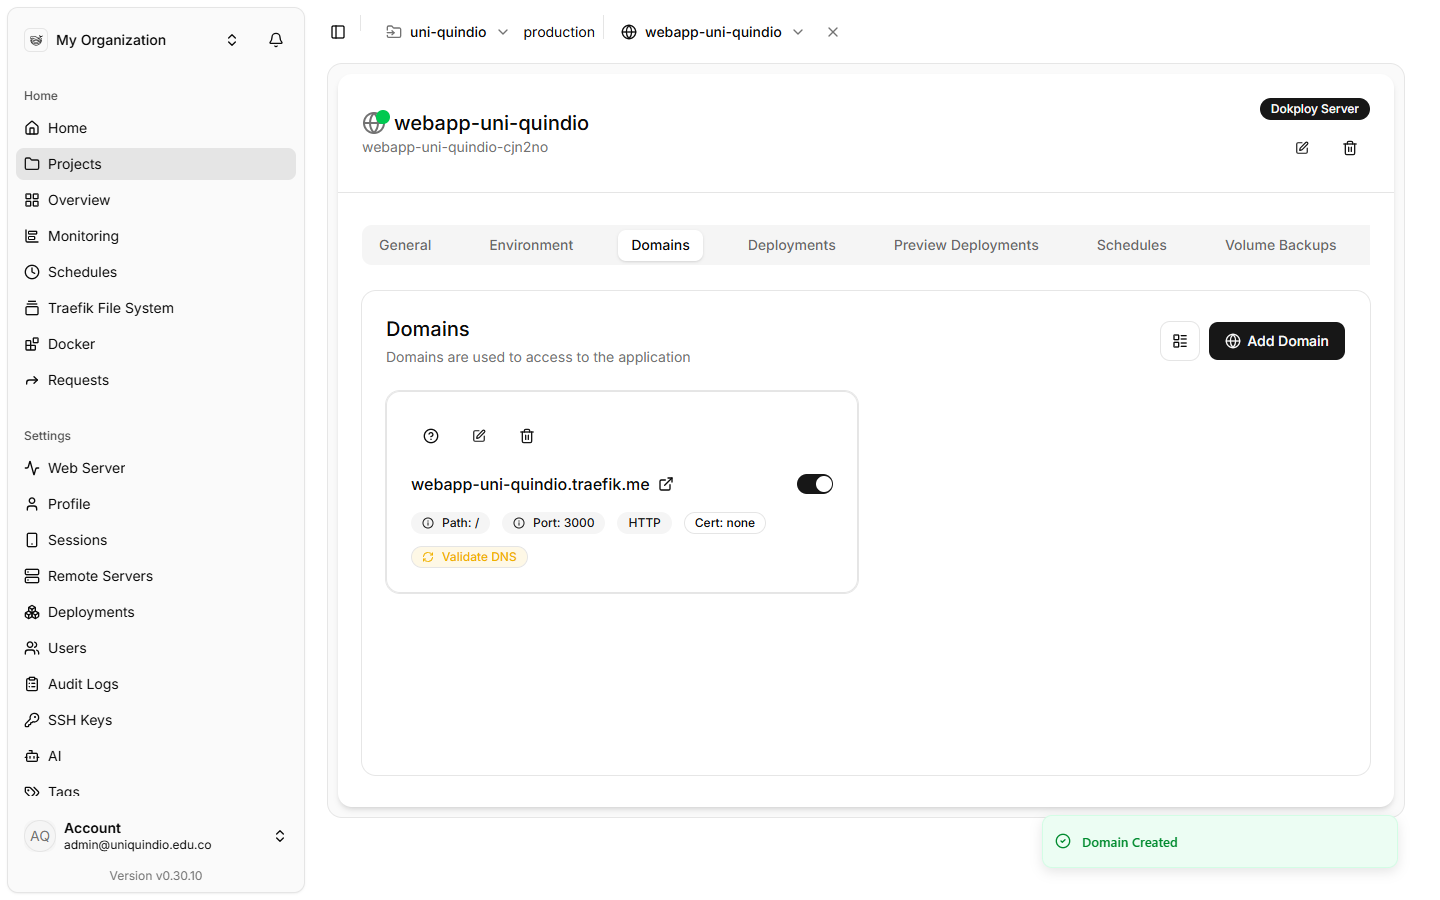 My Organization
Home
Home
Projects
Overview
Monitoring
Schedules
Traefik File System
Docker
Requests
Settings
Web Server
Profile
Sessions
Remote Servers
Deployments
Users
Audit Logs
SSH Keys
AI
Tags
AQ
Account
admin@uniquindio.edu.co
Version v0.30.10
uni-quindio
production
webapp-uni-quindio
Dokploy Server
webapp-uni-quindio
webapp-uni-quindio-cjn2no
General Environment Domains Deployments Preview Deployments Schedules Volume Backups
Domains
Domains are used to access to the application
Add Domain
webapp-uni-quindio.traefik.me
Path: / Port: 3000 HTTP Cert: none
Validate DNS
Domain Created